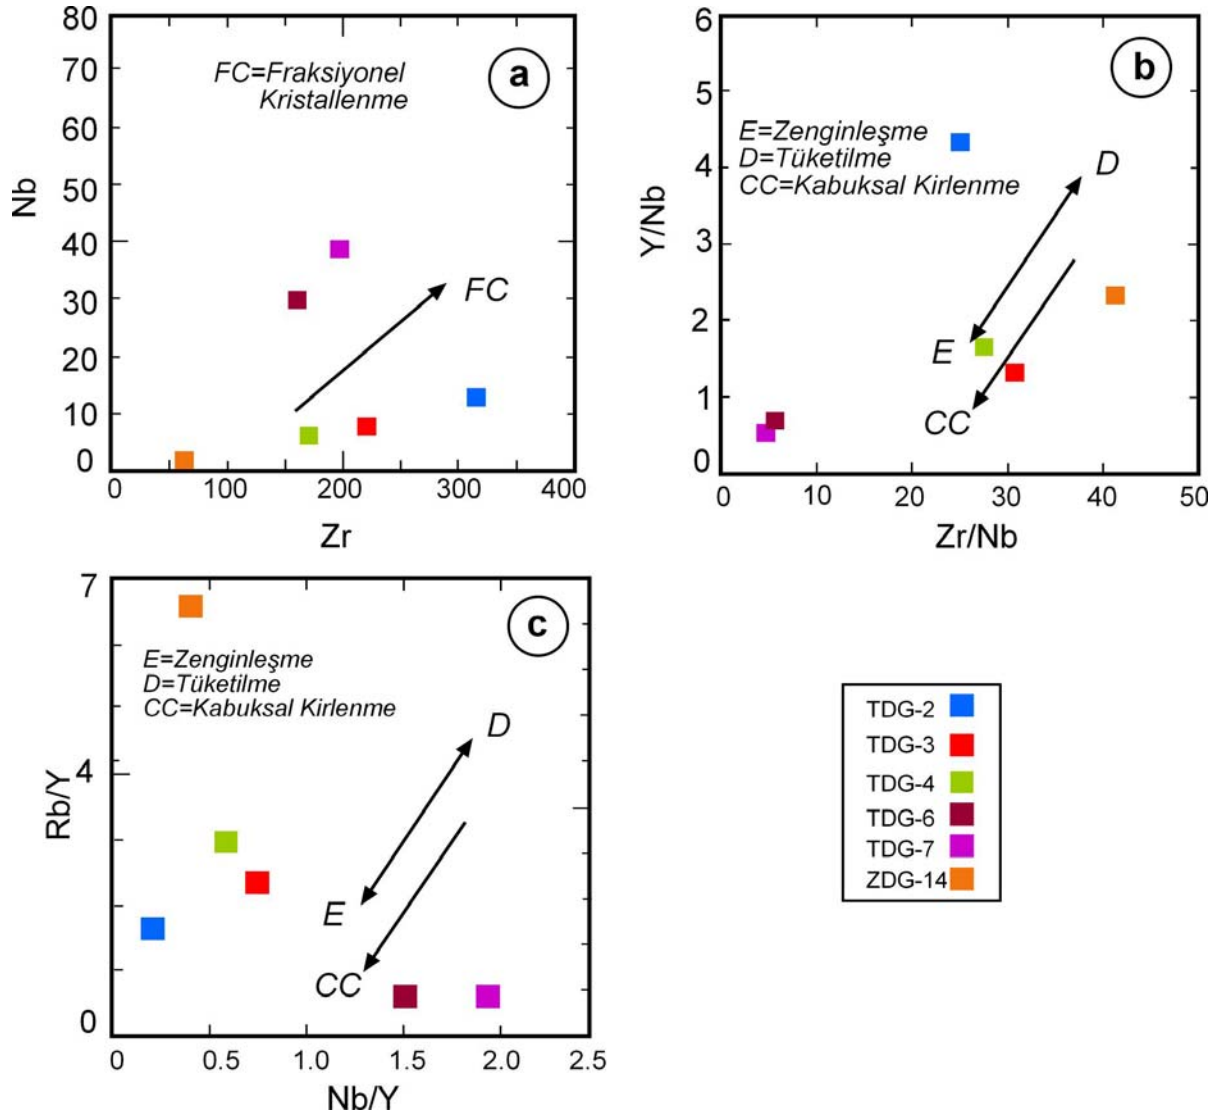 80
70
60
50
40
30
20
10
0
Nb
FC=Fraksiyonel
Kristallenme
a
FC
0
100
200
300
400
Zr
6
5
4
3
2
1
0
Y/Nb
b
E=Zenginleşme
D=Tüketilme
CC=Kabuksal Kirlenme
D
E
CC
0
10
20
30
40
50
Zr/Nb
7
4
0
Rb/Y
c
E=Zenginleşme
D=Tüketilme
CC=Kabuksal Kirlenme
D
E
CC
0
0.5
1.0
1.5
2.0
2.5
Nb/Y
TDG-2
TDG-3
TDG-4
TDG-6
TDG-7
ZDG-14